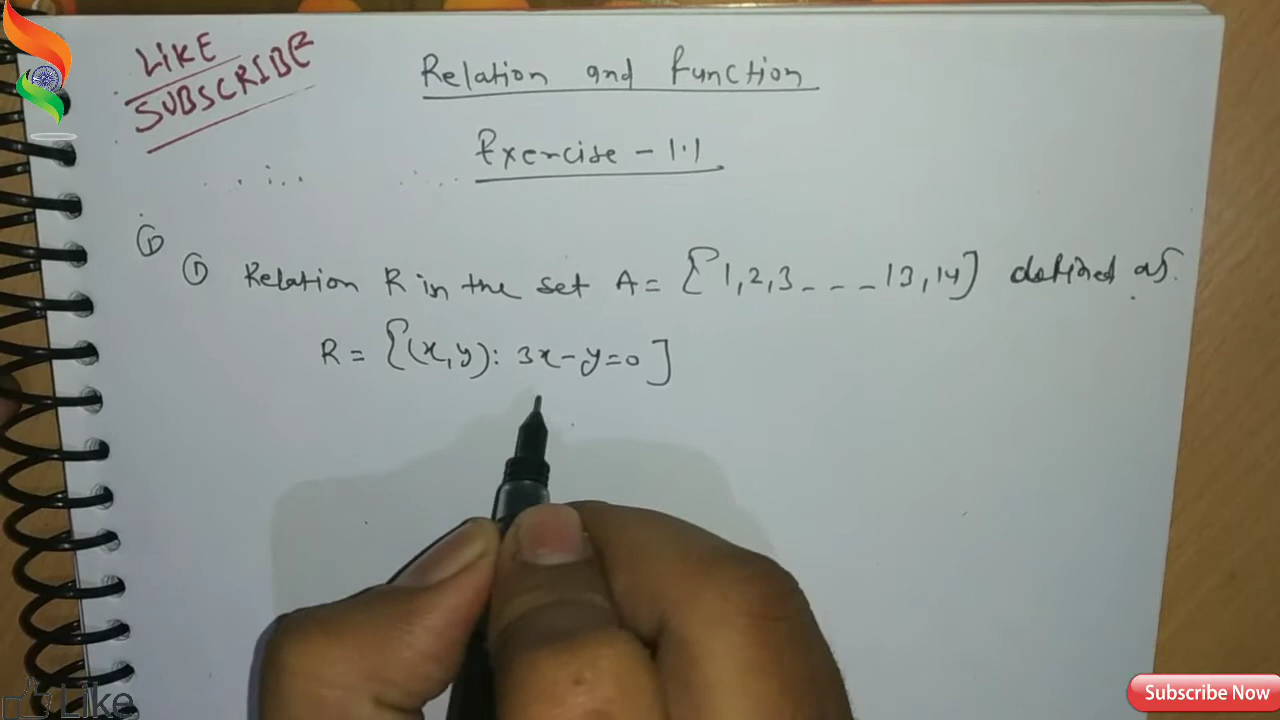 LIKE
SUBSCRIBE
Relation and Function
Exercise - 1.1
① 
① Relation R in the set A = {1,2,3 - - - 13,14] defined as.
R = {(x,y): 3x-y=0]
Like
Subscribe Now